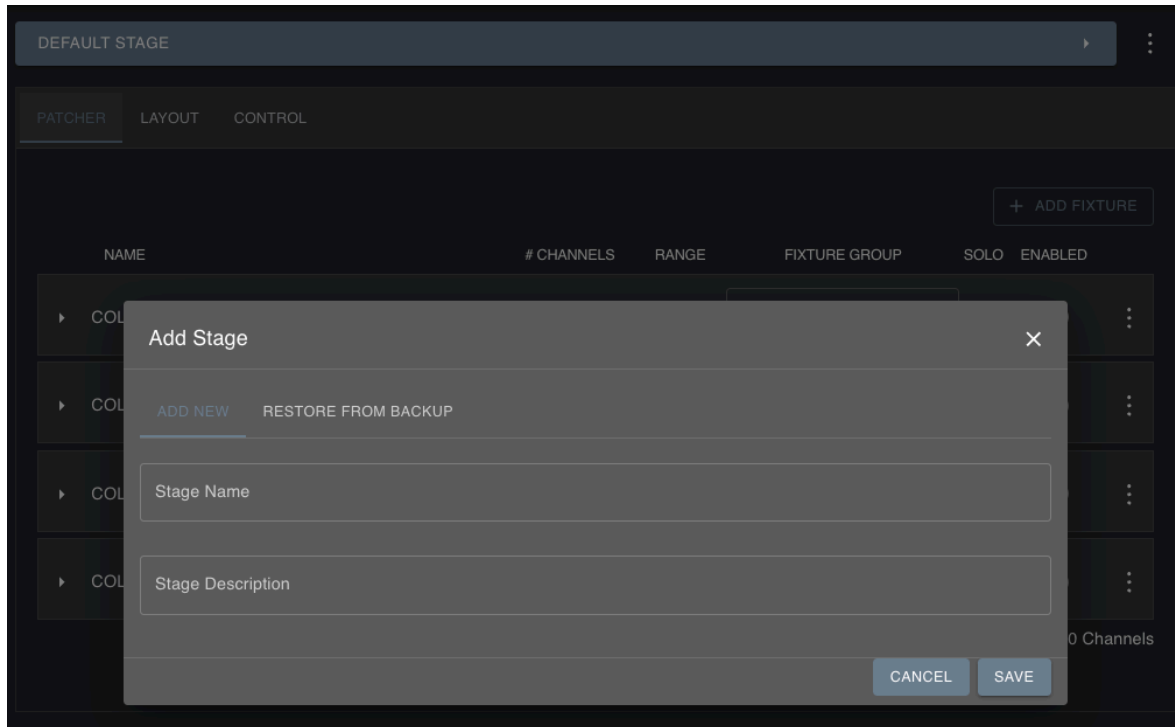 DEFAULT STAGE
PATCHER LAYOUT CONTROL
+ ADD FIXTURE
NAME # CHANNELS RANGE FIXTURE GROUP SOLO ENABLED
COL
Add Stage
COL
ADD NEW RESTORE FROM BACKUP
COL
Stage Name
COL
Stage Description
0 Channels
CANCEL SAVE